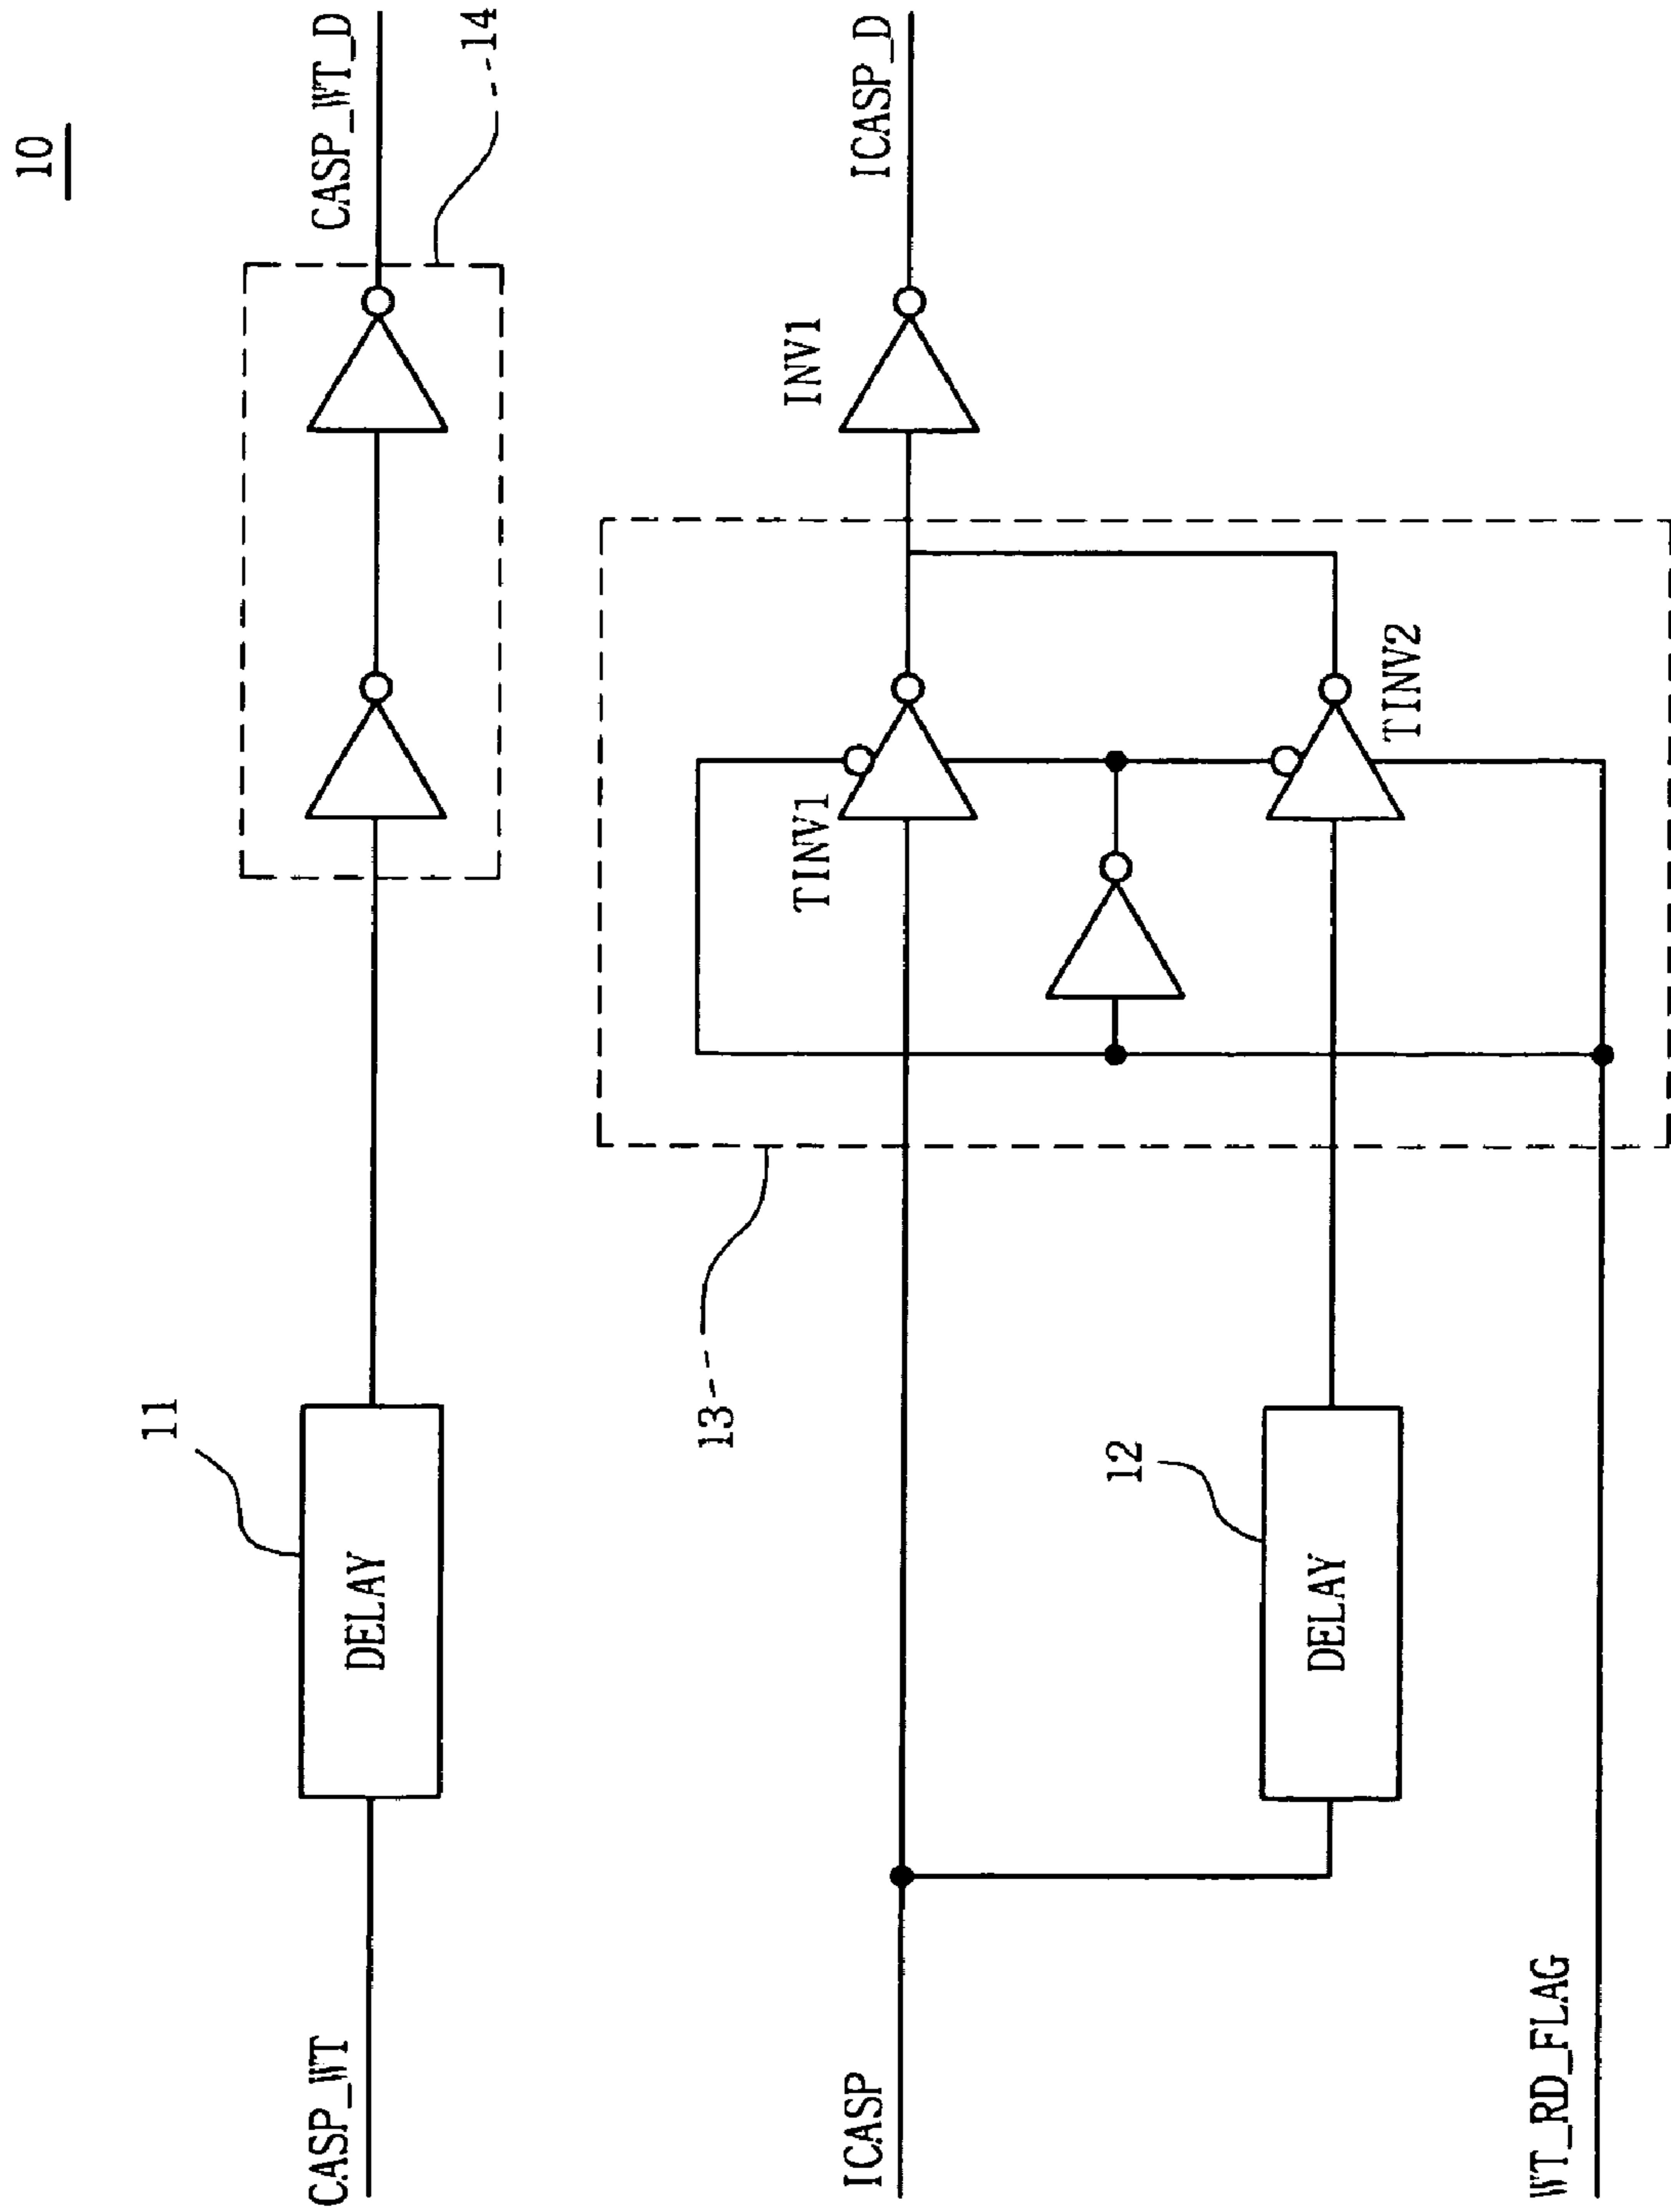 10
CASP_WT
11
DELAY
CASP_WT_D
14
13
ICASP
12
DELAY
TINV1
TINV2
INV1
ICASP_D
WT_RD_FLAG